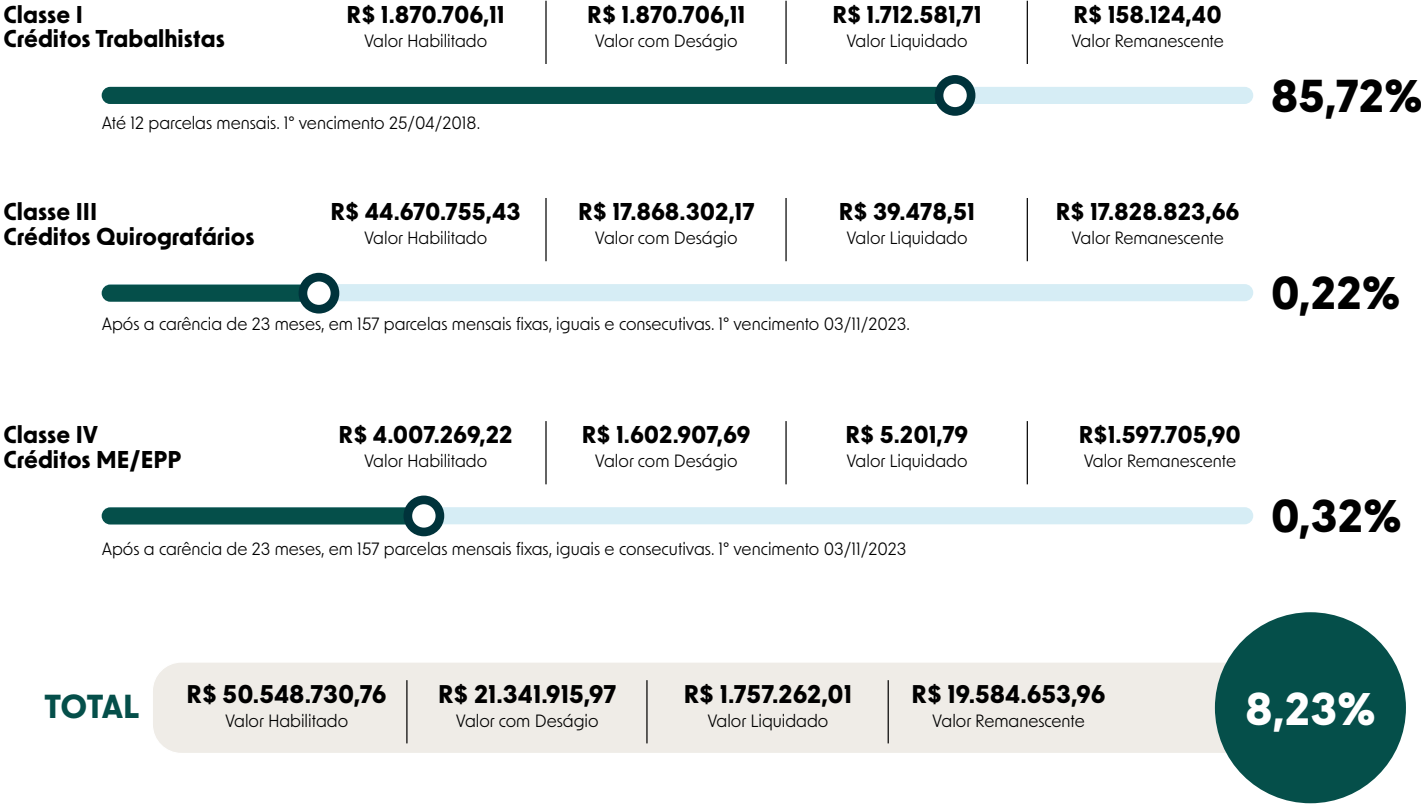 Classe I
Créditos Trabalhistas
R$ 1.870.706,11
Valor Habilitado
R$ 1.870.706,11
Valor com Deságio
R$ 1.712.581,71
Valor Liquidado
R$ 158.124,40
Valor Remanescente
85,72%
Até 12 parcelas mensais. 1° vencimento 25/04/2018.
Classe III
Créditos Quirografários
R$ 44.670.755,43
Valor Habilitado
R$ 17.868.302,17
Valor com Deságio
R$ 39.478,51
Valor Liquidado
R$ 17.828.823,66
Valor Remanescente
0,22%
Após a carência de 23 meses, em 157 parcelas mensais fixas, iguais e consecutivas. 1° vencimento 03/11/2023.
Classe IV
Créditos ME/EPP
R$ 4.007.269,22
Valor Habilitado
R$ 1.602.907,69
Valor com Deságio
R$ 5.201,79
Valor Liquidado
R$1.597.705,90
Valor Remanescente
0,32%
Após a carência de 23 meses, em 157 parcelas mensais fixas, iguais e consecutivas. 1° vencimento 03/11/2023
TOTAL
R$ 50.548.730,76
Valor Habilitado
R$ 21.341.915,97
Valor com Deságio
R$ 1.757.262,01
Valor Liquidado
R$ 19.584.653,96
Valor Remanescente
8,23%